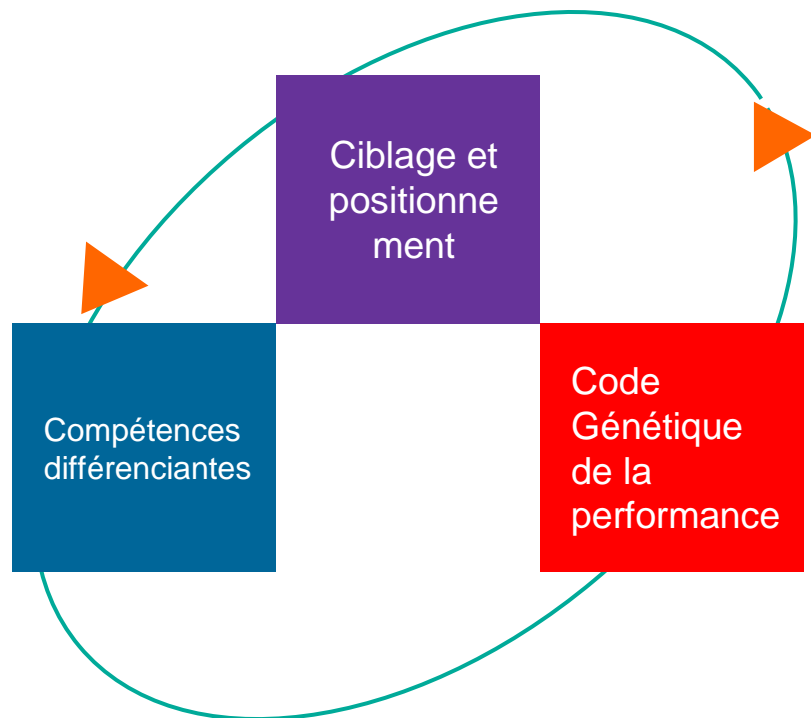 Ciblage et
positionne
ment
Compétences
différenciantes
Code
Génétique
de la
performance